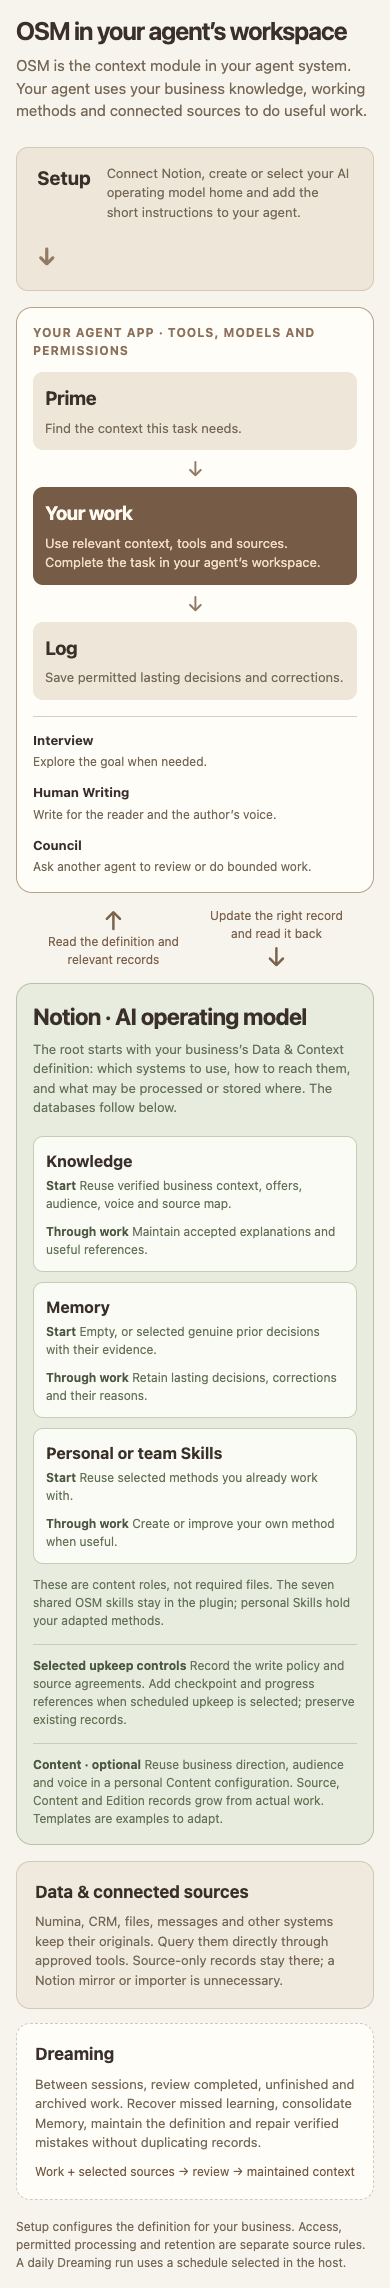 OSM in your agent’s workspace
OSM is the context module in your agent system.
Your agent uses your business knowledge, working
methods and connected sources to do useful work.
Setup
Connect Notion, create or select your AI
operating model home and add the
short instructions to your agent.
↓
YOUR AGENT APP · TOOLS, MODELS AND
PERMISSIONS
Prime
Find the context this task needs.
↓
Your work
Use relevant context, tools and sources.
Complete the task in your agent’s workspace.
↓
Log
Save permitted lasting decisions and corrections.
Interview
Explore the goal when needed.
Human Writing
Write for the reader and the author’s voice.
Council
Ask another agent to review or do bounded work.
↑
Read the definition and
relevant records
Update the right record
and read it back
↓
Notion · AI operating model
The root starts with your business’s Data & Context
definition: which systems to use, how to reach them,
and what may be processed or stored where. The
databases follow below.
Knowledge
Start Reuse verified business context, offers,
audience, voice and source map.
Through work Maintain accepted explanations and
useful references.
Memory
Start Empty, or selected genuine prior decisions
with their evidence.
Through work Retain lasting decisions, corrections
and their reasons.
Personal or team Skills
Start Reuse selected methods you already work
with.
Through work Create or improve your own method
when useful.
These are content roles, not required files. The seven
shared OSM skills stay in the plugin; personal Skills hold
your adapted methods.
Selected upkeep controls Record the write policy and
source agreements. Add checkpoint and progress
references when scheduled upkeep is selected; preserve
existing records.
Content · optional Reuse business direction, audience
and voice in a personal Content configuration. Source,
Content and Edition records grow from actual work.
Templates are examples to adapt.
Data & connected sources
Numina, CRM, files, messages and other systems
keep their originals. Query them directly through
approved tools. Source-only records stay there; a
Notion mirror or importer is unnecessary.
Dreaming
Between sessions, review completed, unfinished and
archived work. Recover missed learning, consolidate
Memory, maintain the definition and repair verified
mistakes without duplicating records.
Work + selected sources → review → maintained context
Setup configures the definition for your business. Access,
permitted processing and retention are separate source rules.
A daily Dreaming run uses a schedule selected in the host.